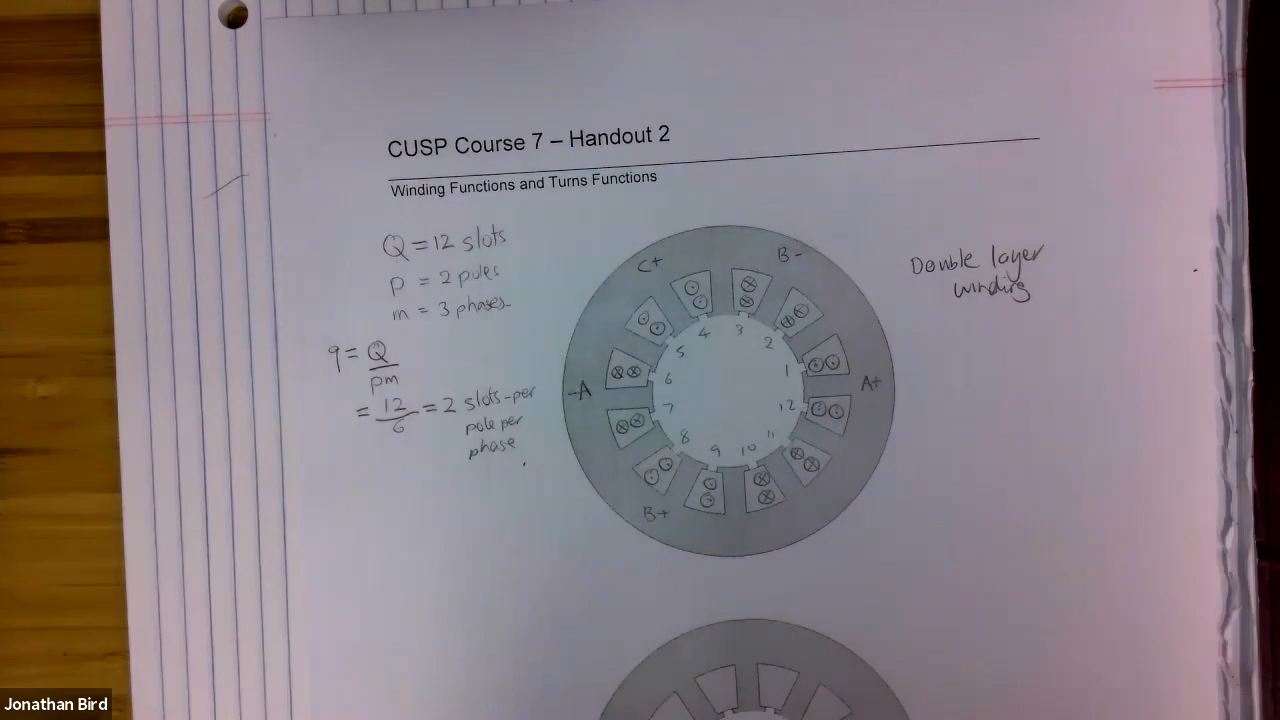 CUSP Course 7 – Handout 2
Winding Functions and Turns Functions
Q = 12 slots
p = 2 poles
m = 3 phases
q = Q
pm
= 12 = 2 slots-per
6
pole per
phase
Double layer
winding
C+
B-
4
3
5
2
6
1
-A
A+
7
12
8
11
9
10
B+
Jonathan Bird